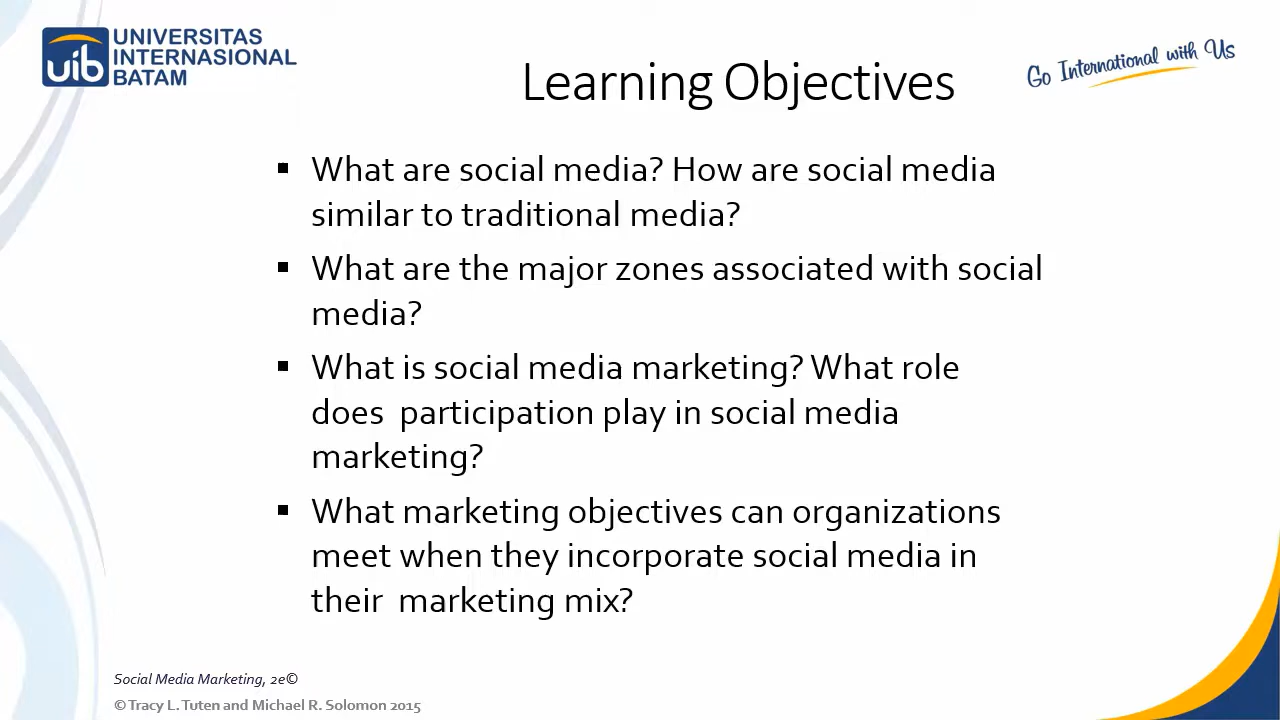 UNIVERSITAS
INTERNASIONAL
BATAM
uib
Go International with Us
Learning Objectives
▪ What are social media? How are social media
similar to traditional media?
▪ What are the major zones associated with social
media?
▪ What is social media marketing? What role
does participation play in social media
marketing?
▪ What marketing objectives can organizations
meet when they incorporate social media in
their marketing mix?
Social Media Marketing, 2e©
© Tracy L. Tuten and Michael R. Solomon 2015